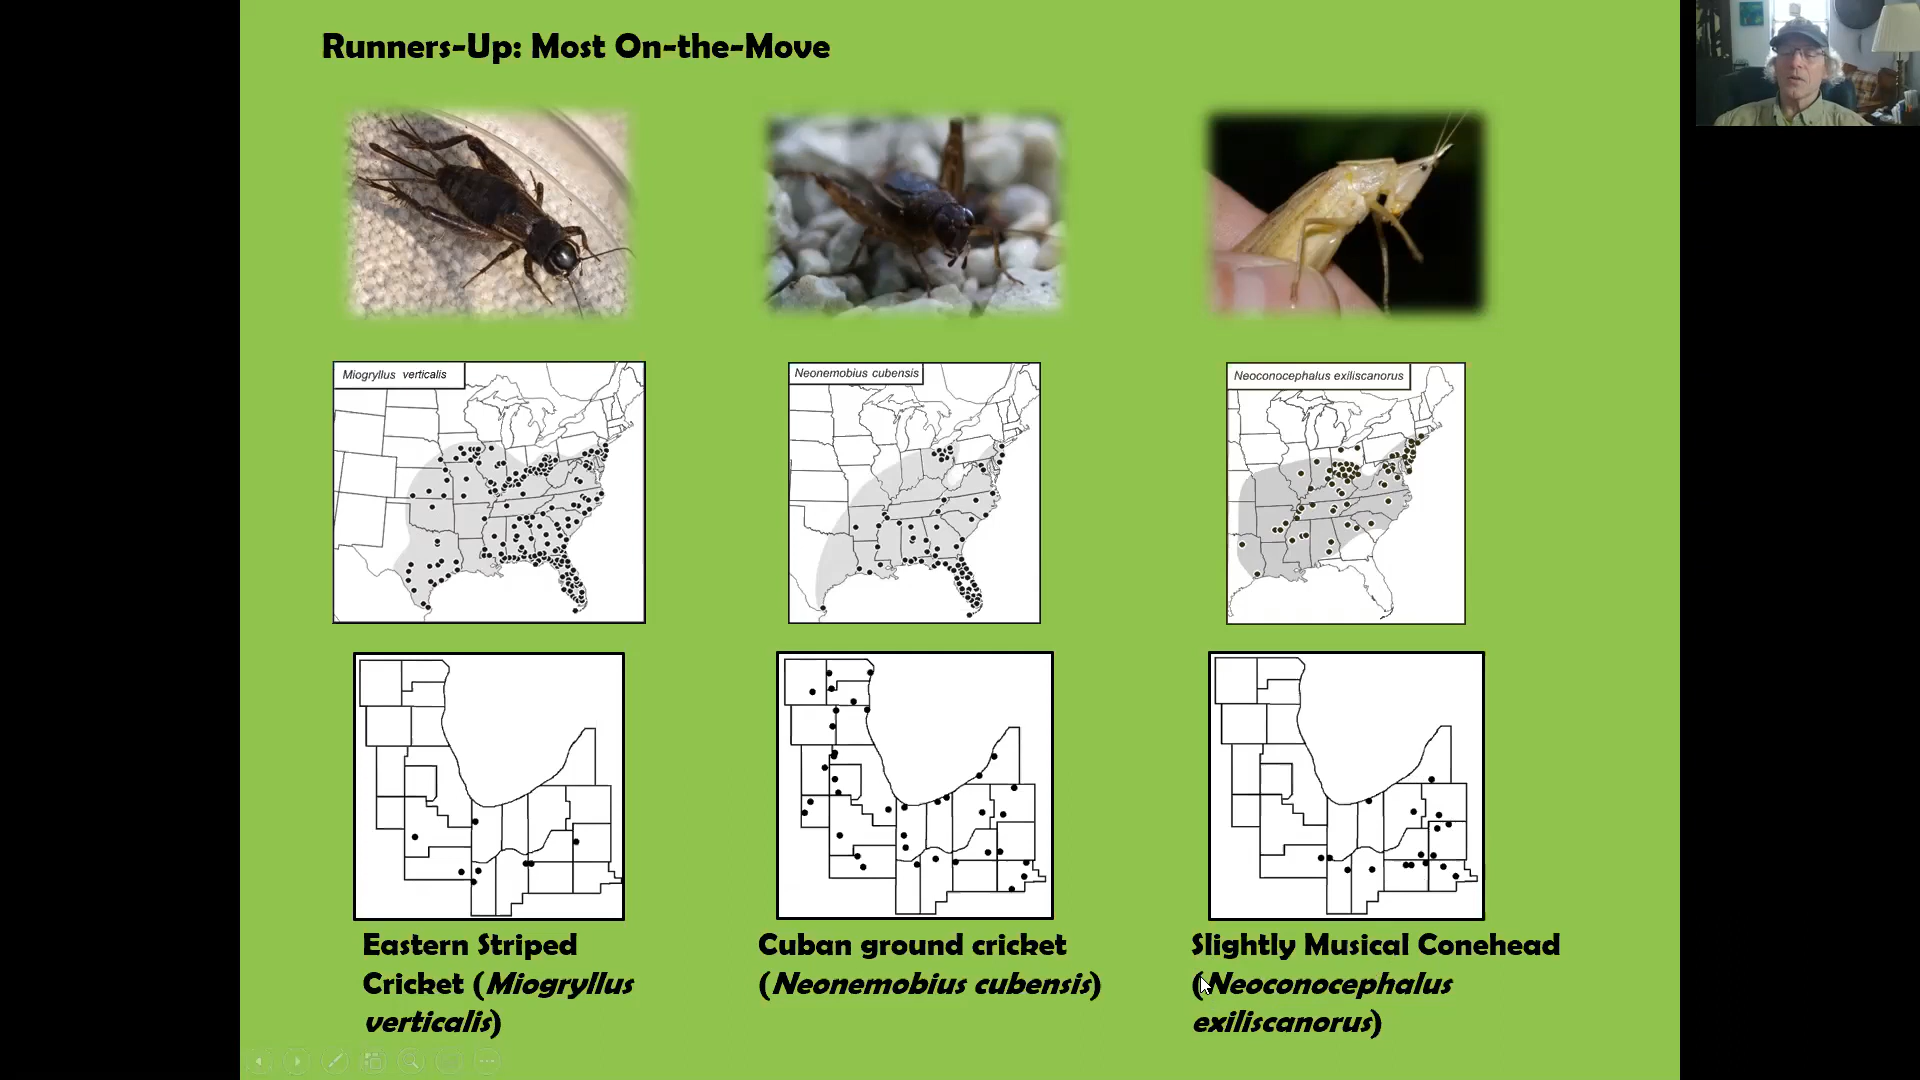 Runners-Up: Most On-the-Move
Miogryllus verticalis
Neonemobius cubensis
Neoconocephalus exiliscanorus
Eastern Striped
Cricket (Miogryllus
verticalis)
Cuban ground cricket
(Neonemobius cubensis)
Slightly Musical Conehead
(Neoconocephalus
exiliscanorus)